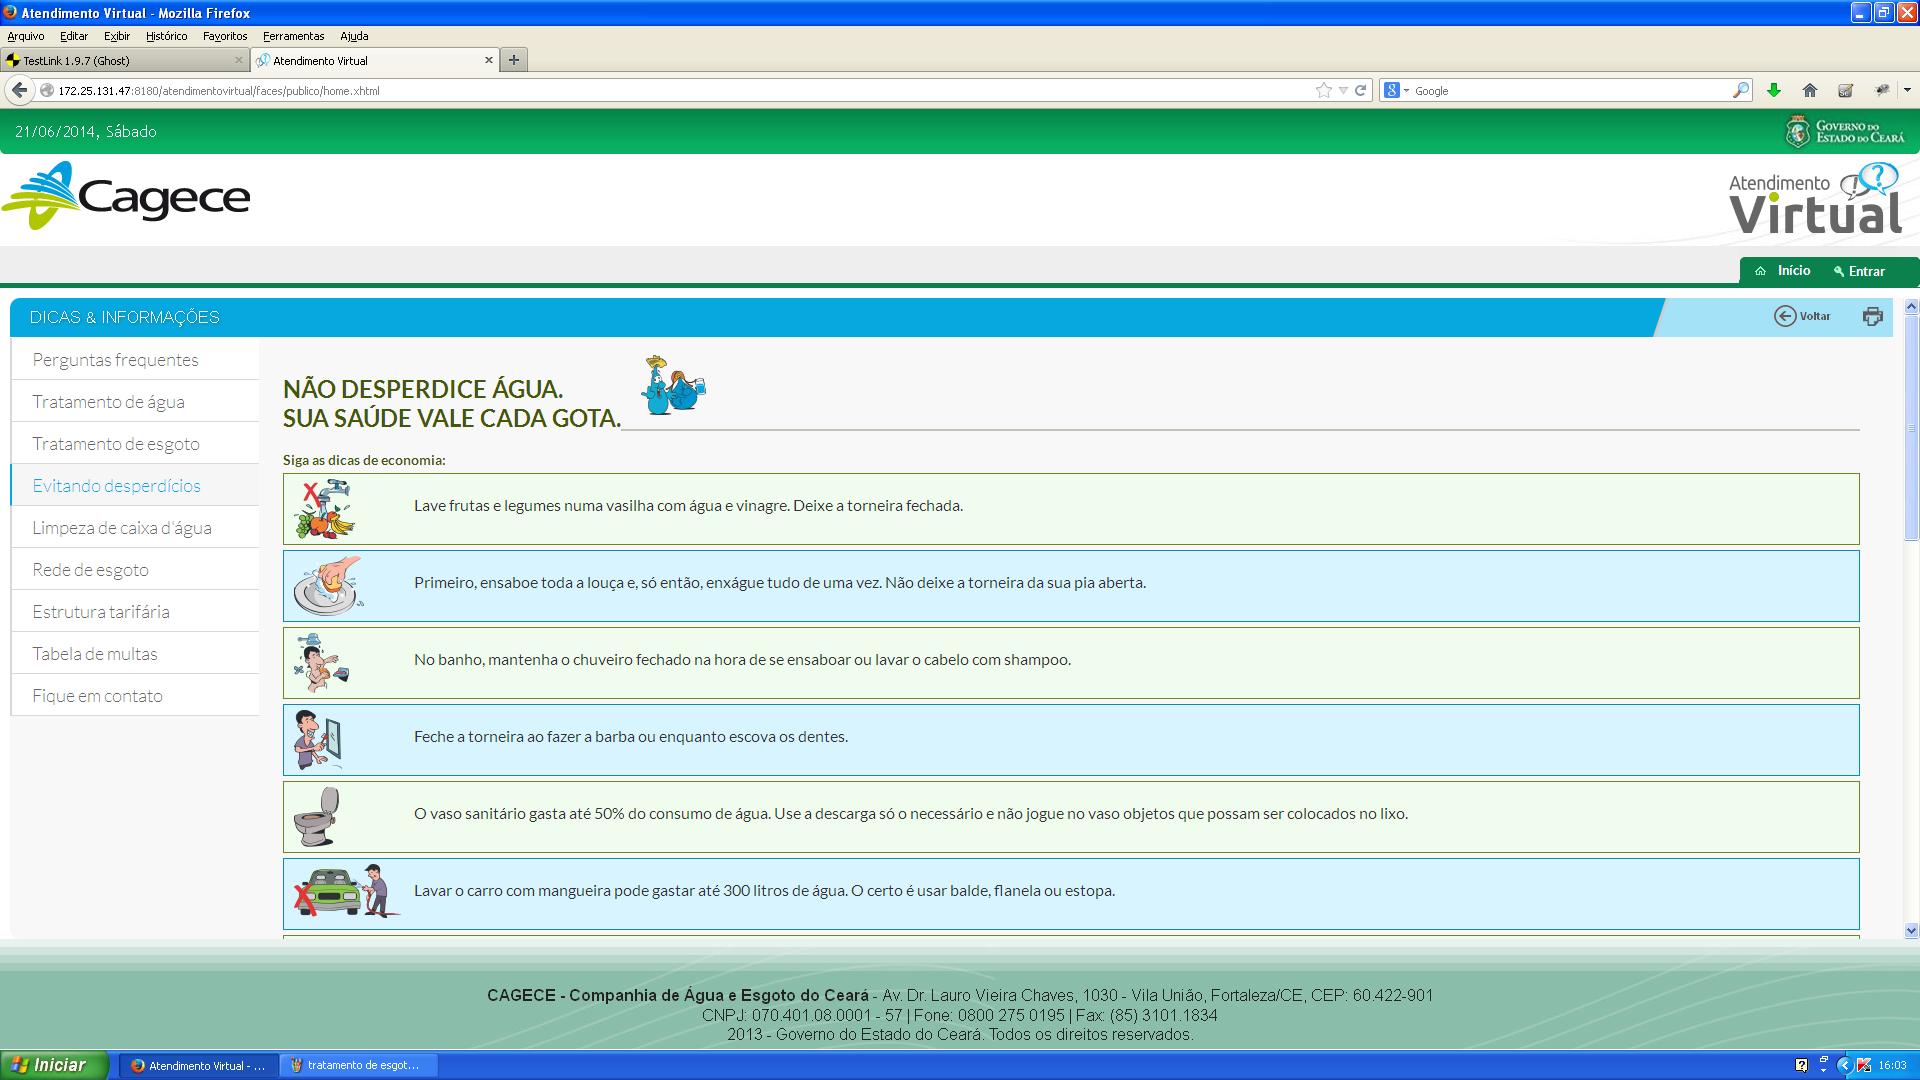 Atendimento Virtual - Mozilla Firefox
Arquivo Editar Exibir Histórico Favoritos Ferramentas Ajuda
TestLink 1.9.7 (Ghost)
Atendimento Virtual
172.25.131.47:8180/atendimentovirtual/faces/publico/home.xhtml
Google
21/06/2014, Sábado
GOVERNO DO
ESTADO DO CEARÁ
Cagece
Atendimento
Virtual
Início
Entrar
DICAS & INFORMAÇÕES
Voltar
Perguntas frequentes
Tratamento de água
Tratamento de esgoto
Evitando desperdícios
Limpeza de caixa d'água
Rede de esgoto
Estrutura tarifária
Tabela de multas
Fique em contato
NÃO DESPERDICE ÁGUA.
SUA SAÚDE VALE CADA GOTA.
Siga as dicas de economia:
Lave frutas e legumes numa vasilha com água e vinagre. Deixe a torneira fechada.
Primeiro, ensaboe toda a louça e, só então, enxágue tudo de uma vez. Não deixe a torneira da sua pia aberta.
No banho, mantenha o chuveiro fechado na hora de se ensaboar ou lavar o cabelo com shampoo.
Feche a torneira ao fazer a barba ou enquanto escova os dentes.
O vaso sanitário gasta até 50% do consumo de água. Use a descarga só o necessário e não jogue no vaso objetos que possam ser colocados no lixo.
Lavar o carro com mangueira pode gastar até 300 litros de água. O certo é usar balde, flanela ou estopa.
CAGECE - Companhia de Água e Esgoto do Ceará - Av. Dr. Lauro Vieira Chaves, 1030 - Vila União, Fortaleza/CE, CEP: 60.422-901
CNPJ: 070.401.08.0001 - 57 | Fone: 0800 275 0195 | Fax: (85) 3101.1834
2013 - Governo do Estado do Ceará. Todos os direitos reservados.
Iniciar
Atendimento Virtual - ...
tratamento de esgot...
16:03